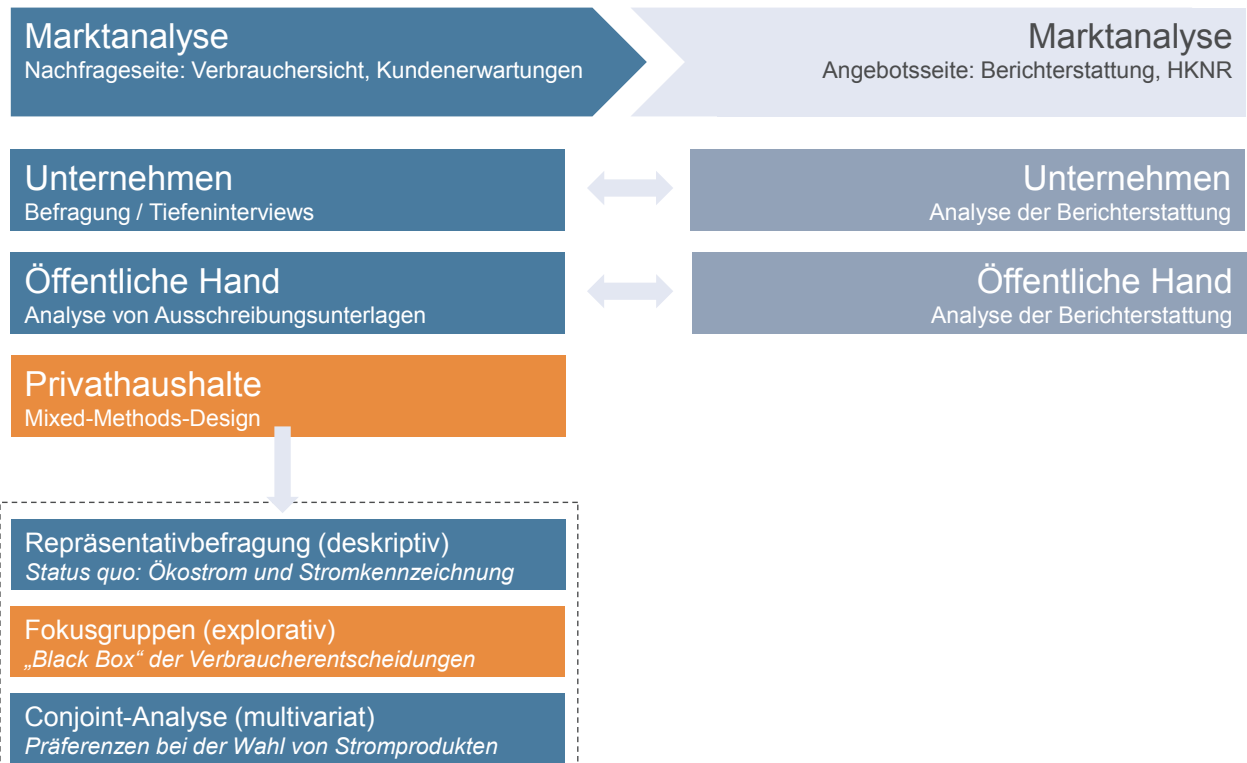 Marktanalyse
Nachfrageseite: Verbrauchersicht, Kundenerwartungen
Marktanalyse
Angebotsseite: Berichterstattung, HKNR
Unternehmen
Befragung / Tiefeninterviews
Unternehmen
Analyse der Berichterstattung
Öffentliche Hand
Analyse von Ausschreibungsunterlagen
Öffentliche Hand
Analyse der Berichterstattung
Privathaushalte
Mixed-Methods-Design
Repräsentativbefragung (deskriptiv)
Status quo: Ökostrom und Stromkennzeichnung
Fokusgruppen (explorativ)
„Black Box“ der Verbraucherentscheidungen
Conjoint-Analyse (multivariat)
Präferenzen bei der Wahl von Stromprodukten